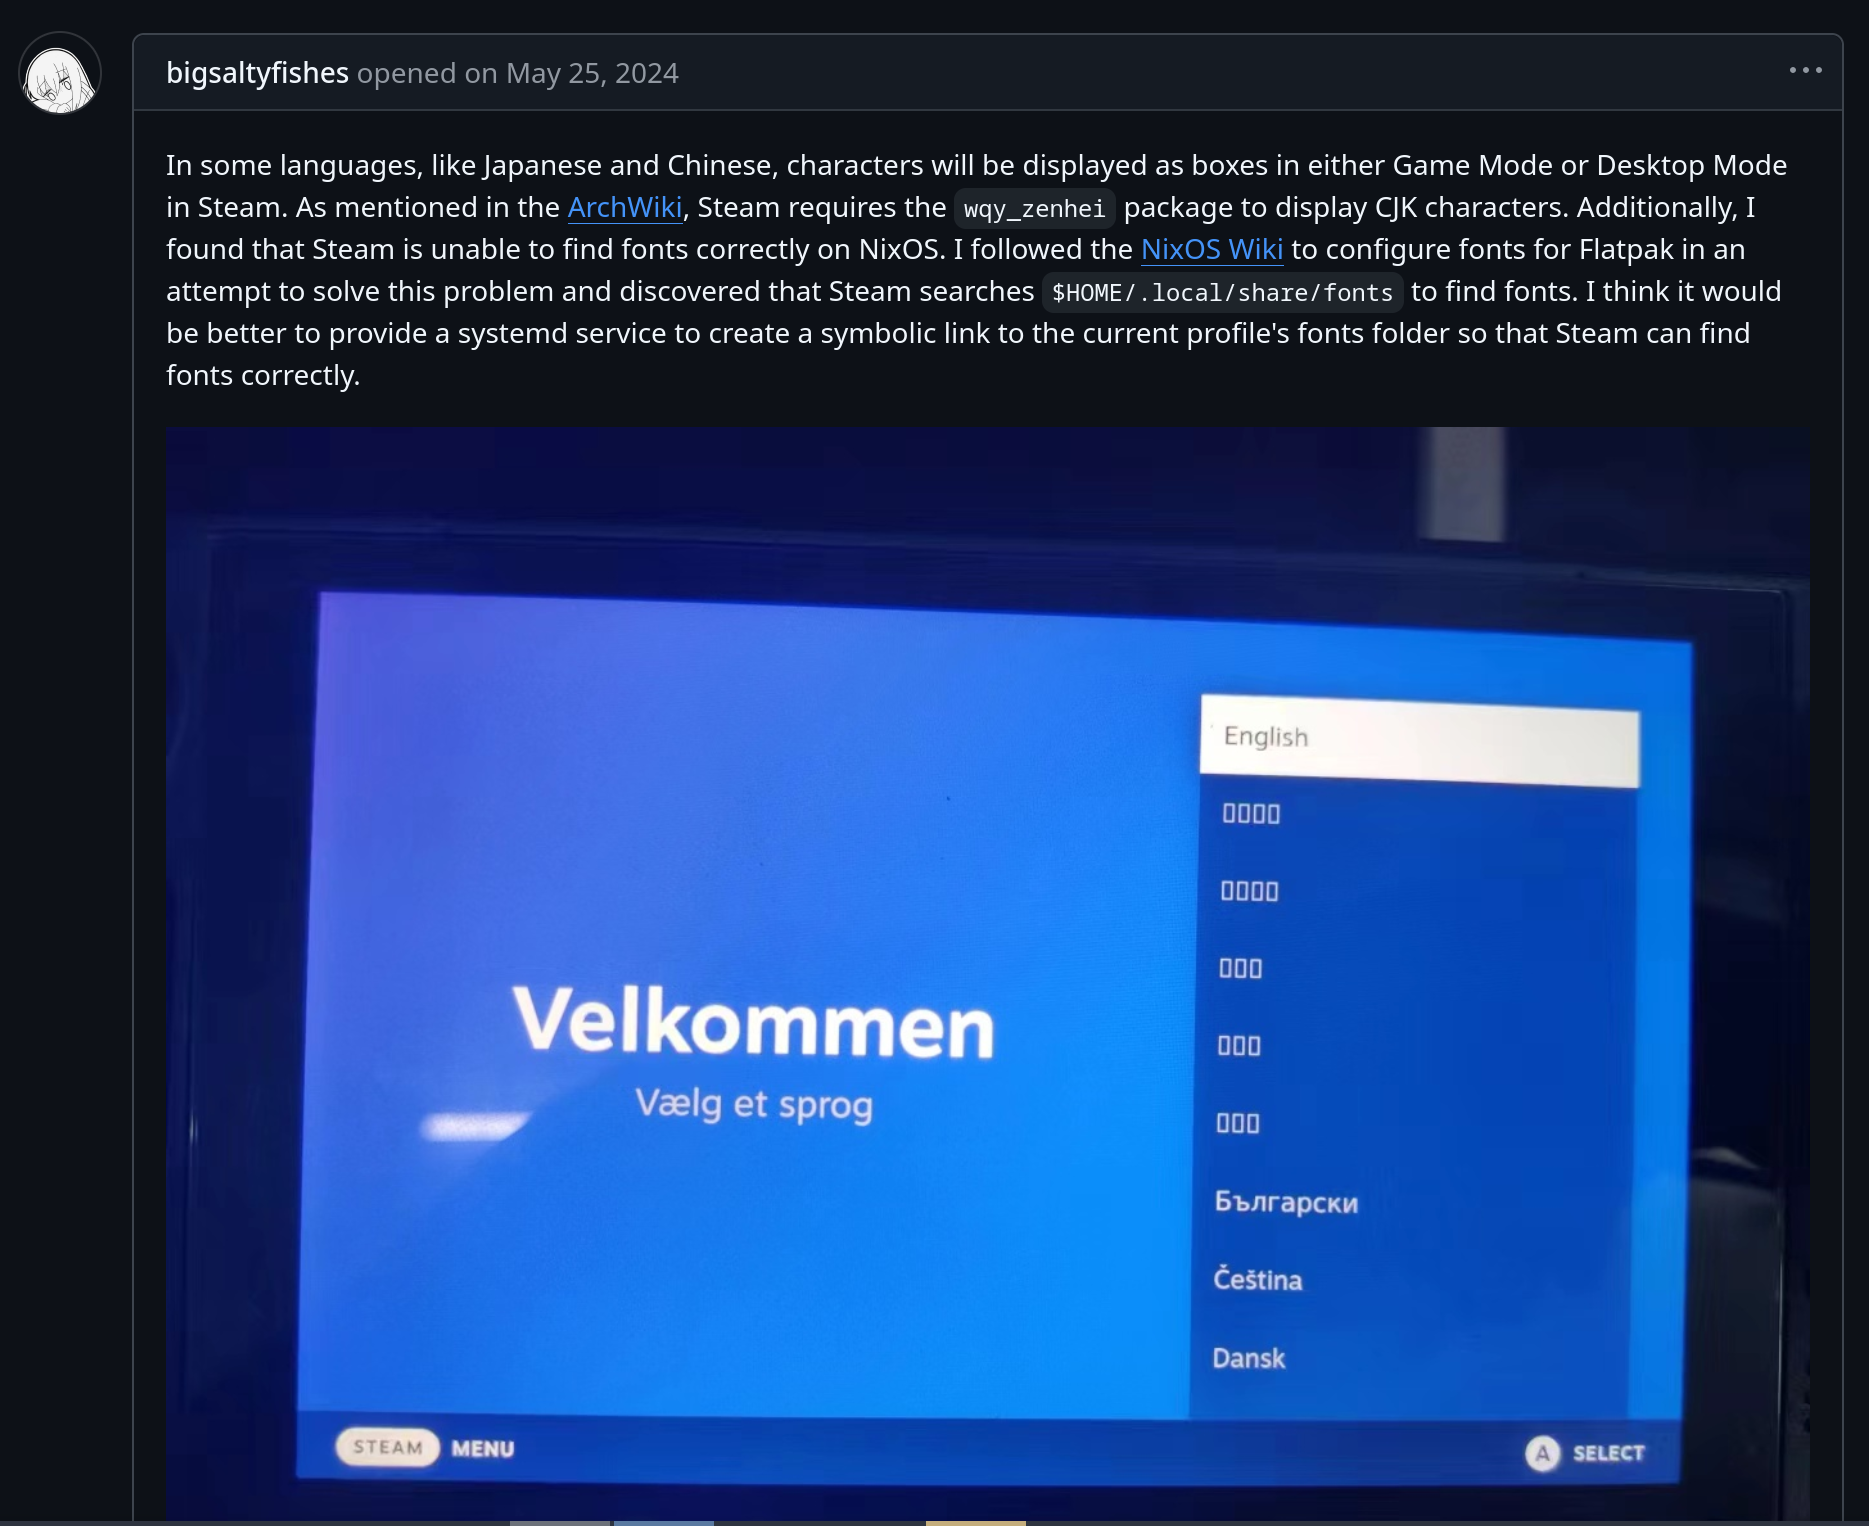 bigsaltyfishes opened on May 25, 2024
In some languages, like Japanese and Chinese, characters will be displayed as boxes in either Game Mode or Desktop Mode
in Steam. As mentioned in the ArchWiki, Steam requires the wqy_zenhei package to display CJK characters. Additionally, I
found that Steam is unable to find fonts correctly on NixOS. I followed the NixOS Wiki to configure fonts for Flatpak in an
attempt to solve this problem and discovered that Steam searches $HOME/.local/share/fonts to find fonts. I think it would
be better to provide a systemd service to create a symbolic link to the current profile's fonts folder so that Steam can find
fonts correctly.
Velkommen
Vælg et sprog
English
▯▯▯▯
▯▯▯▯
▯▯▯
▯▯▯
▯▯▯
Български
Čeština
Dansk
STEAM MENU
A SELECT